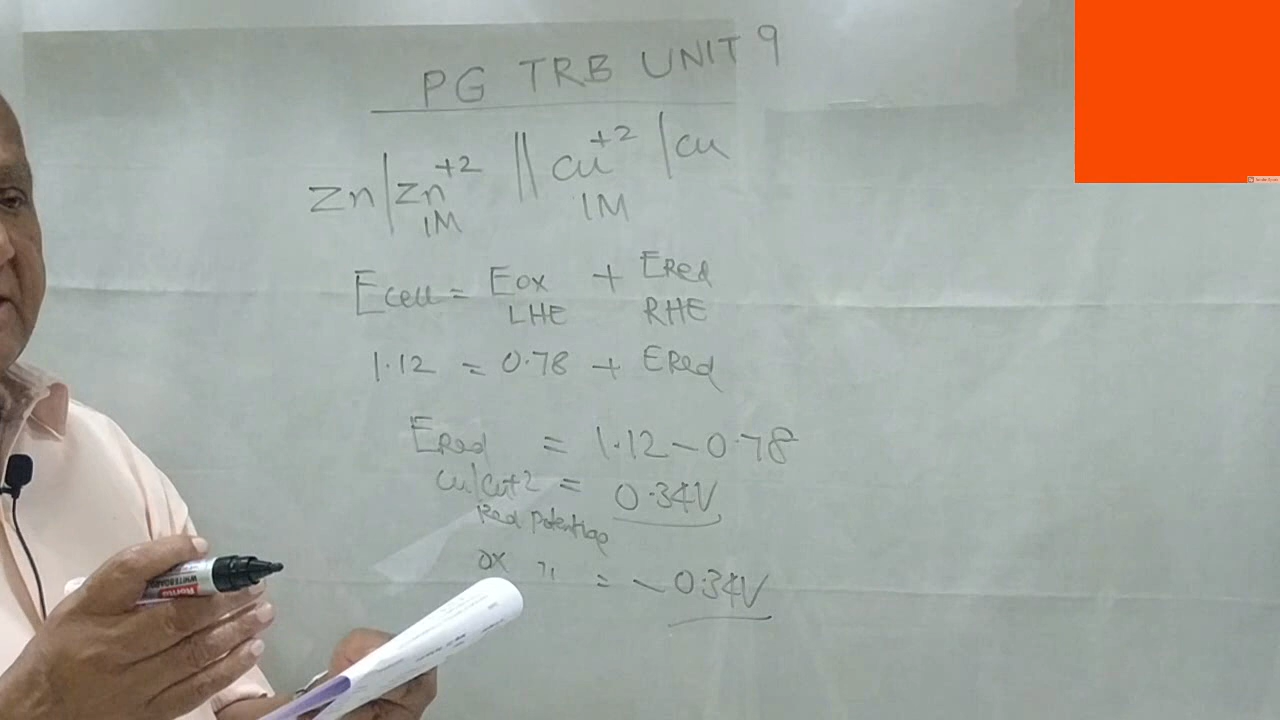 PG TRB UNIT 9
Zn|Zn+2 || Cu+2 |Cu
1M 1M
Ecell = Eox + ERed
LHE RHE
1.12 = 0.78 + ERed
ERed = 1.12 - 0.78
Cu/Cu+2 = 0.34V
Red Potential
ox " = -0.34V
WHITEBOARD